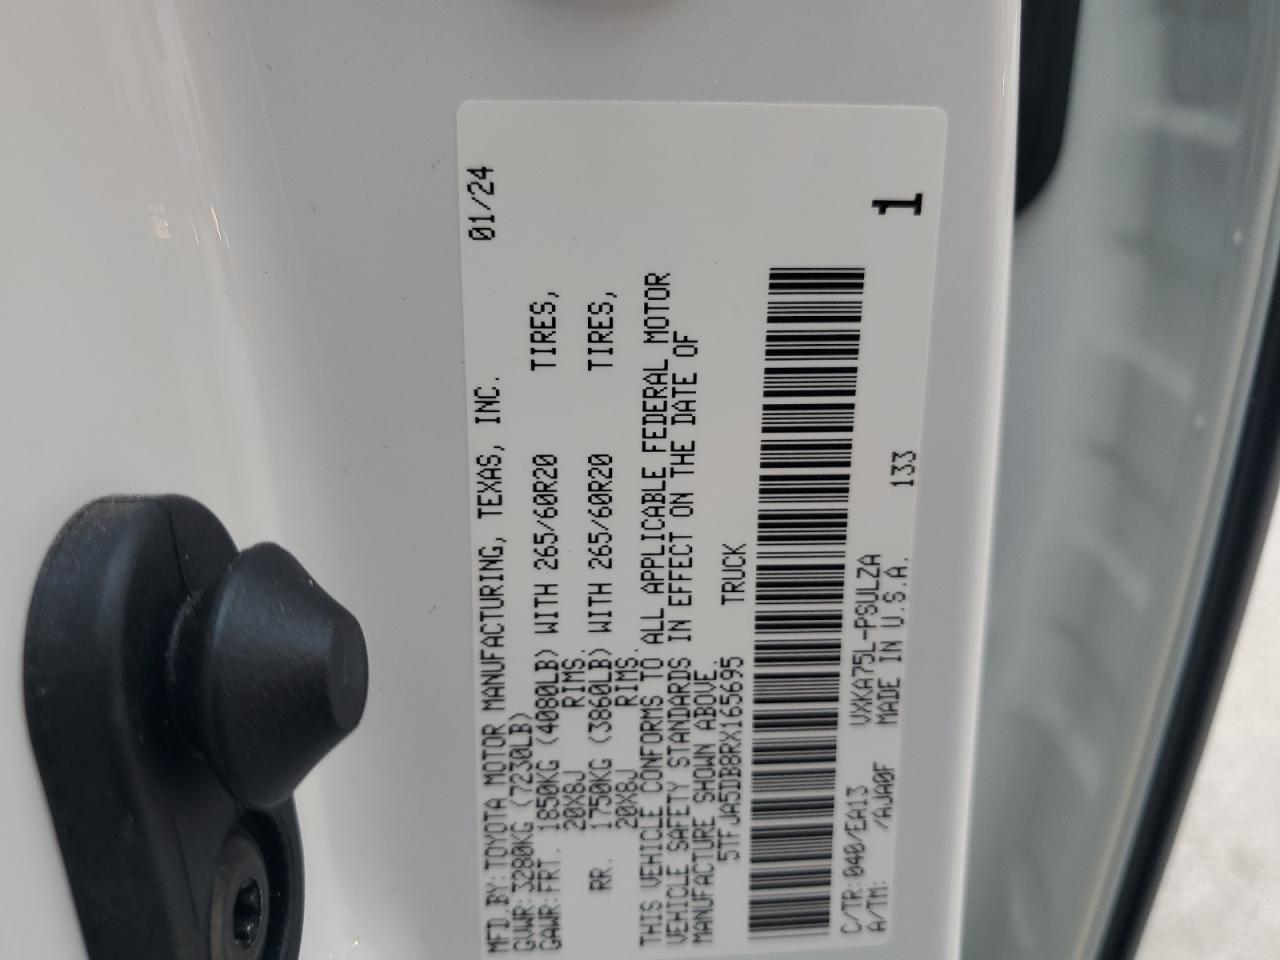 MFD BY: TOYOTA MOTOR MANUFACTURING, TEXAS, INC. 01/24
GVWR: 3280KG (7230LB)
GAWR: FRT. 1850KG (4080LB) WITH 265/60R20 TIRES,
20X8J RIMS.
RR. 1750KG (3860LB) WITH 265/60R20 TIRES,
20X8J RIMS.
THIS VEHICLE CONFORMS TO ALL APPLICABLE FEDERAL MOTOR
VEHICLE SAFETY STANDARDS IN EFFECT ON THE DATE OF
MANUFACTURE SHOWN ABOVE.
5TFJA5DB8RX165695 TRUCK
1
C/TR: 040/EA13 VXKA75L-PSULZA
A/TM: /AJA0F MADE IN U.S.A. 133